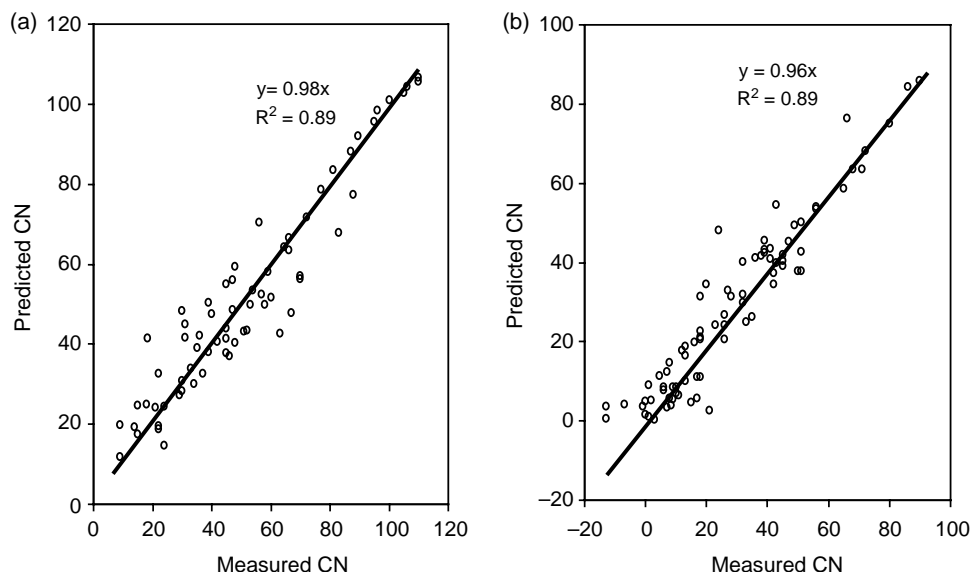 (a)
120
100
80
60
40
20
0
0 20 40 60 80 100 120
Predicted CN
Measured CN
y= 0.98x
R² = 0.89
(b)
100
80
60
40
20
0
–20
–20 0 20 40 60 80 100
Predicted CN
Measured CN
y = 0.96x
R² = 0.89